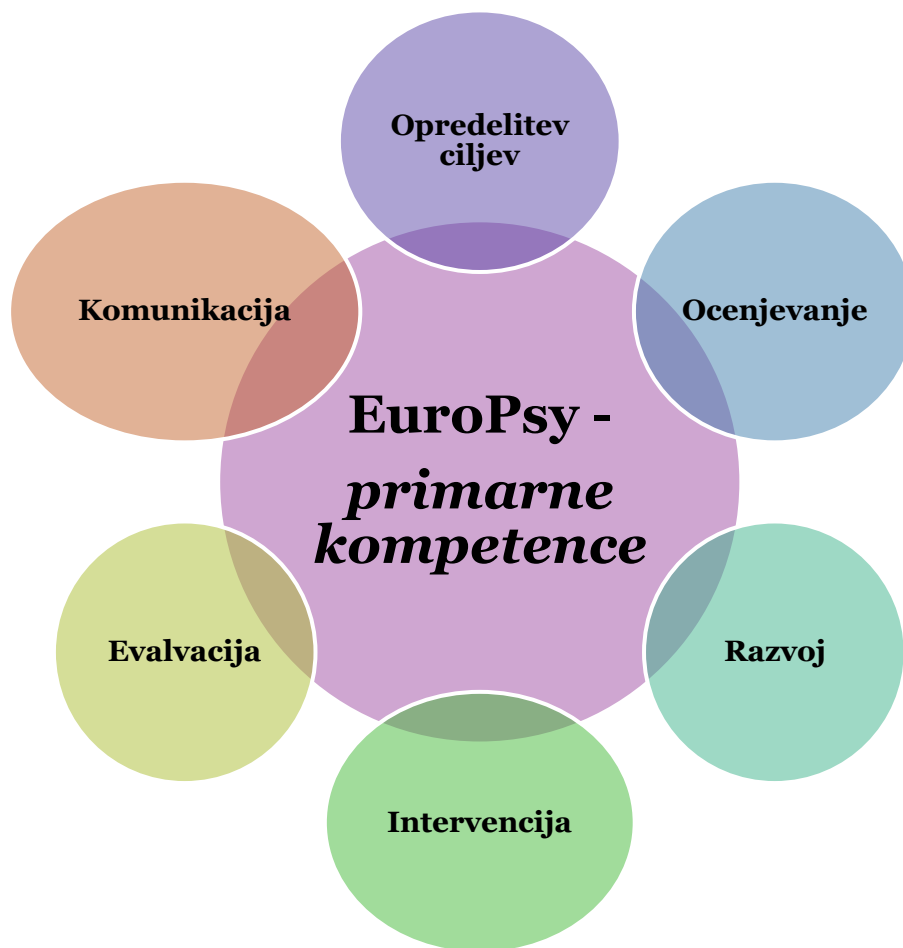 Opredelitev
ciljev
Komunikacija
Ocenjevanje
EuroPsy -
primarne
kompetence
Evalvacija
Razvoj
Intervencija